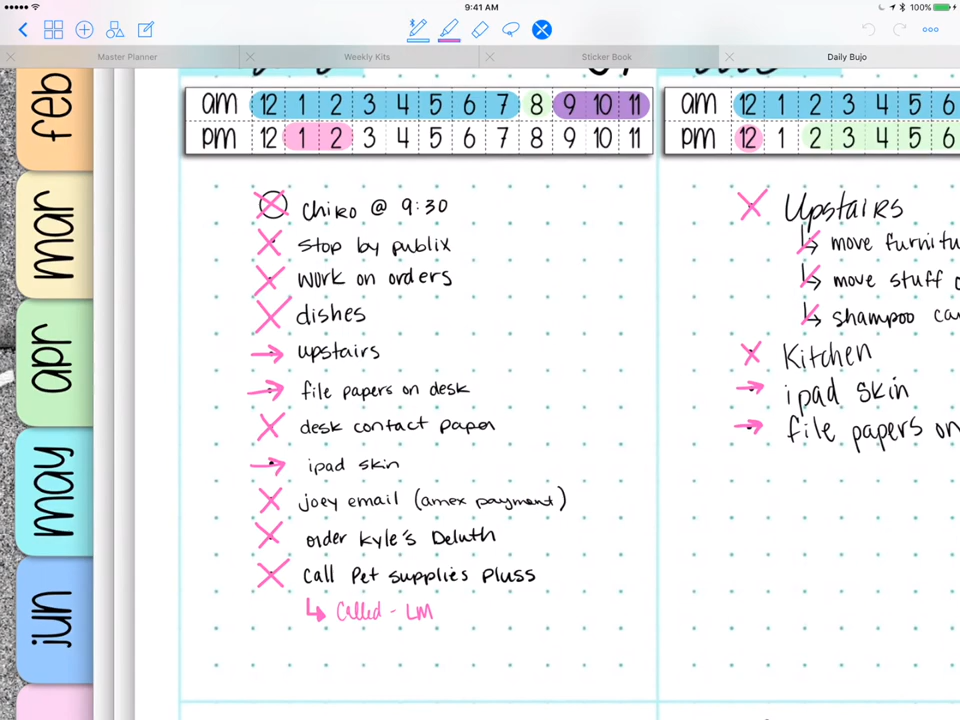 9:41 AM
100%
Master Planner
Weekly Kits
Sticker Book
Daily Bujo
feb
mar
apr
may
jun
am 12 1 2 3 4 5 6 7 8 9 10 11
pm 12 1 2 3 4 5 6 7 8 9 10 11
Chiro @ 9:30
stop by publix
work on orders
dishes
upstairs
file papers on desk
desk contact paper
ipad skin
joey email (amex payment)
order Kyle's Deluth
call Pet supplies pluss
Called - LM
am 12 1 2 3 4 5 6
pm 12 1 2 3 4 5 6
Upstairs
move furnitu
move stuff o
shampoo ca
Kitchen
ipad skin
file papers on